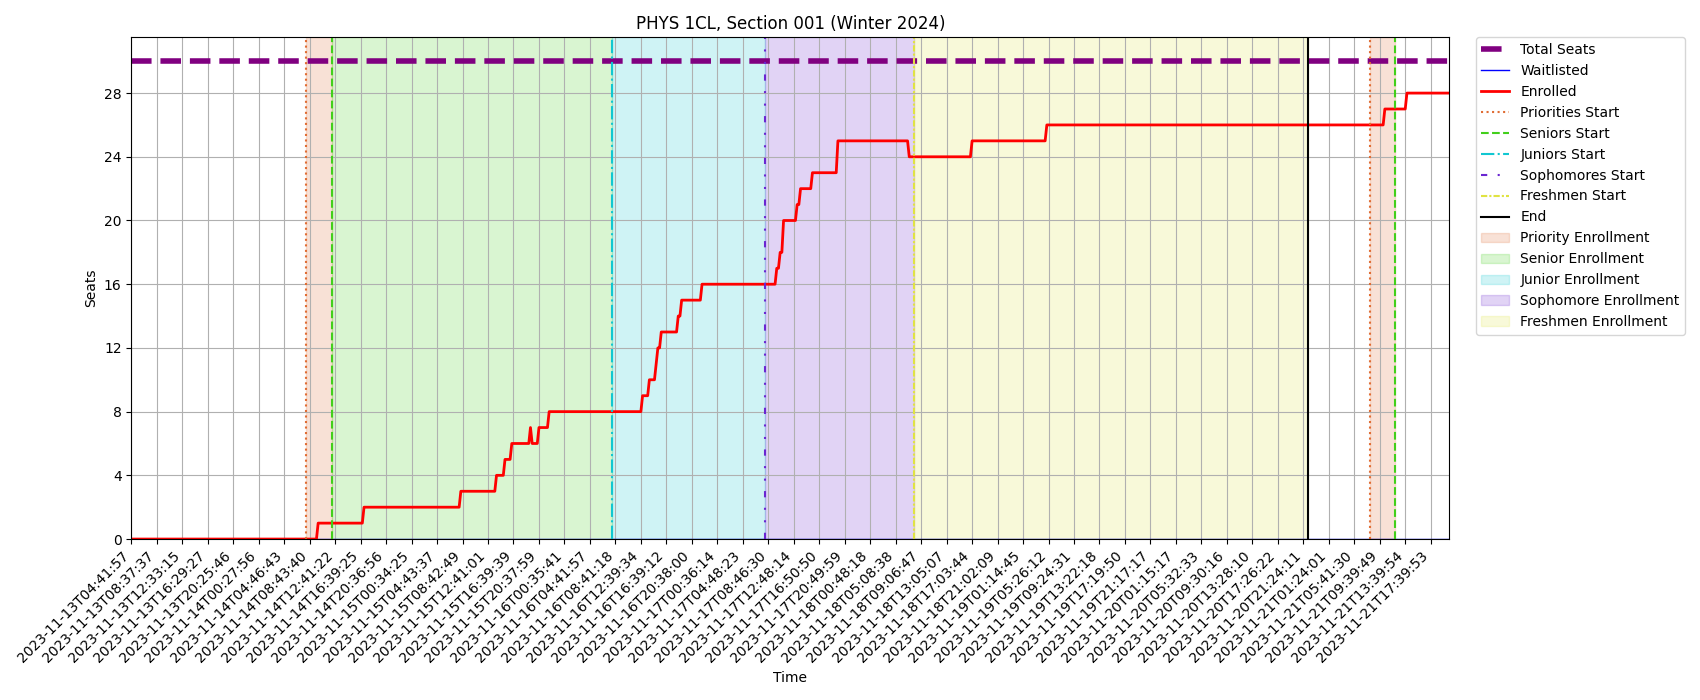 PHYS 1CL, Section 001 (Winter 2024)
Total Seats
Waitlisted
Enrolled
Priorities Start
Seniors Start
Juniors Start
Sophomores Start
Freshmen Start
End
Priority Enrollment
Senior Enrollment
Junior Enrollment
Sophomore Enrollment
Freshmen Enrollment
Seats
28
24
20
16
12
8
4
0
2023-11-13T04:41:57
2023-11-13T08:37:37
2023-11-13T12:33:15
2023-11-13T16:29:27
2023-11-13T20:25:46
2023-11-14T00:27:56
2023-11-14T04:46:43
2023-11-14T08:43:40
2023-11-14T12:41:22
2023-11-14T16:39:25
2023-11-14T20:36:56
2023-11-15T00:34:25
2023-11-15T04:43:37
2023-11-15T08:42:49
2023-11-15T12:41:01
2023-11-15T16:39:39
2023-11-15T20:37:59
2023-11-16T00:35:41
2023-11-16T04:41:57
2023-11-16T08:41:18
2023-11-16T12:39:34
2023-11-16T16:39:12
2023-11-16T20:38:00
2023-11-17T00:36:14
2023-11-17T04:48:23
2023-11-17T08:46:30
2023-11-17T12:48:14
2023-11-17T16:50:50
2023-11-17T20:49:59
2023-11-18T00:48:18
2023-11-18T05:08:38
2023-11-18T09:06:47
2023-11-18T13:05:07
2023-11-18T17:03:44
2023-11-18T21:02:09
2023-11-19T01:14:45
2023-11-19T05:26:12
2023-11-19T09:24:31
2023-11-19T13:22:18
2023-11-19T17:19:50
2023-11-19T21:17:17
2023-11-20T01:15:17
2023-11-20T05:32:33
2023-11-20T09:30:16
2023-11-20T13:28:10
2023-11-20T17:26:22
2023-11-20T21:24:11
2023-11-21T01:24:01
2023-11-21T05:41:30
2023-11-21T09:39:49
2023-11-21T13:39:54
2023-11-21T17:39:53
Time